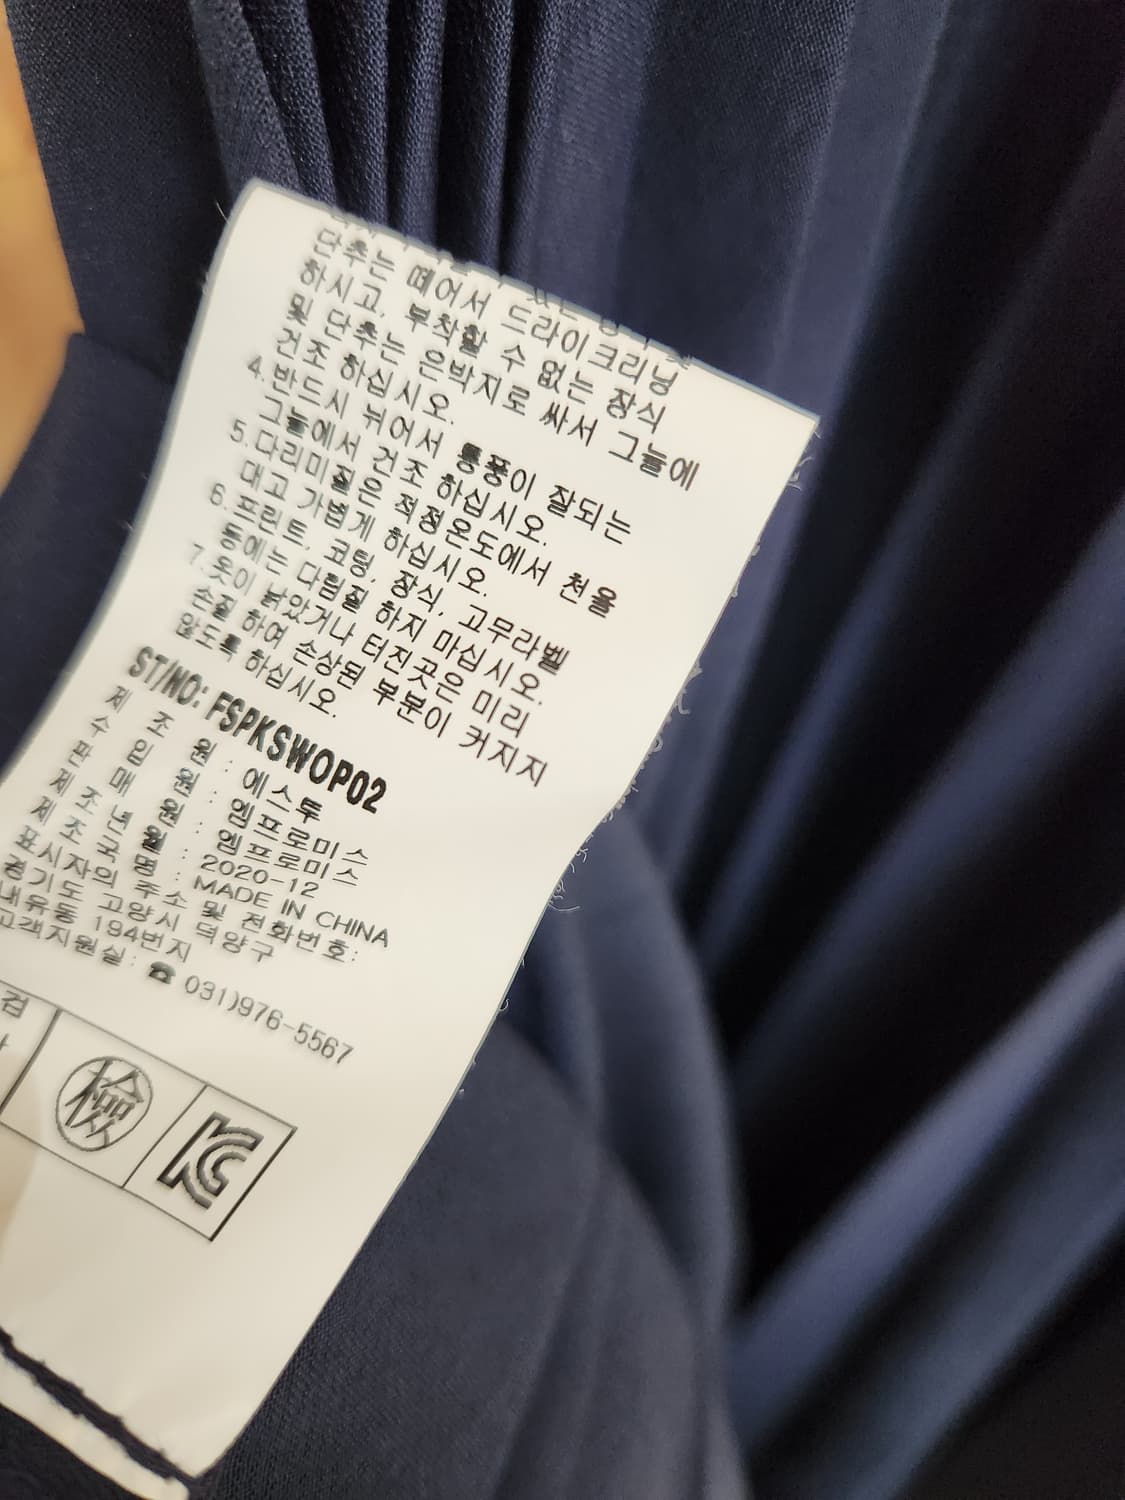 단추는 떼어서 드라이크리닝
하시고, 부착할 수 없는 장식
및 단추는 은박지로 싸서 그늘에
건조 하십시오.
4.반드시 뉘어서 통풍이 잘되는
그늘에서 건조 하십시오.
5.다리미질은 적정온도에서 천을
대고 가볍게 하십시오.
6.프린트, 코팅, 장식, 고무라벨
등에는 다림질 하지 마십시오.
7.옷이 낡았거나 터진곳은 미리
손질 하여 손상된 부분이 커지지
않도록 하십시오.
ST/NO: FSPKSWOP02
제 조 원 : 에스투
수 입 원 : 엠프로미스
판 매 원 : 엠프로미스
제 조 년 월 : 2020-12
제 조 국 명 : MADE IN CHINA
표시자의 주소 및 전화번호:
경기도 고양시 덕양구
내유동 194번지
고객지원실: ☎ 031)976-5567
검
檢
KC